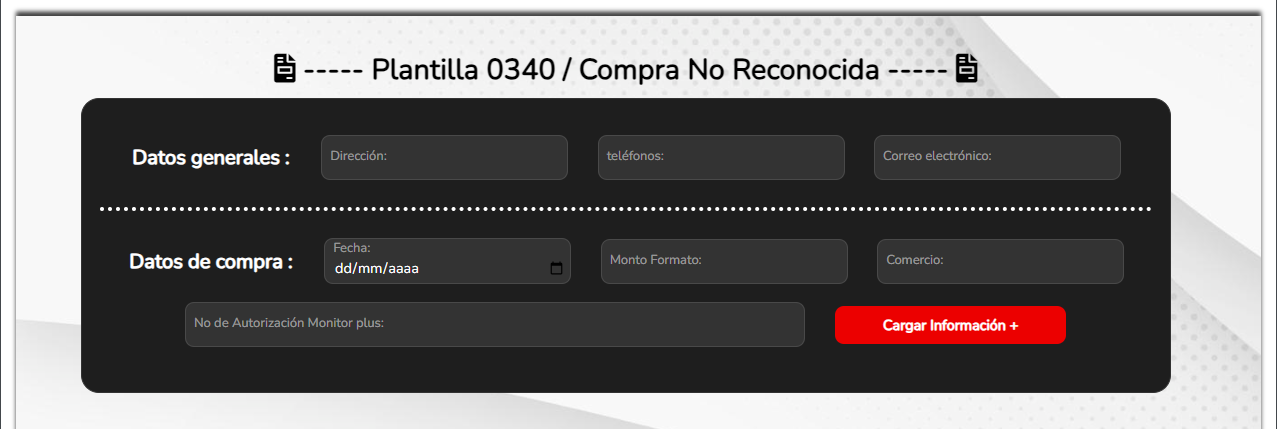 ----- Plantilla 0340 / Compra No Reconocida -----
Datos generales : Dirección: teléfonos: Correo electrónico:
Datos de compra : Fecha: dd/mm/aaaa Monto Formato: Comercio:
No de Autorización Monitor plus: Cargar Información +